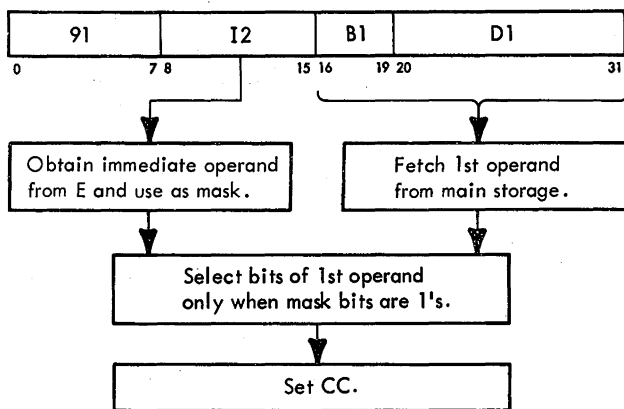 91 I2 B1 D1
0 7 8 15 16 19 20 31
Obtain immediate operand
from E and use as mask.
Fetch 1st operand
from main storage.
Select bits of 1st operand
only when mask bits are 1's.
Set CC.